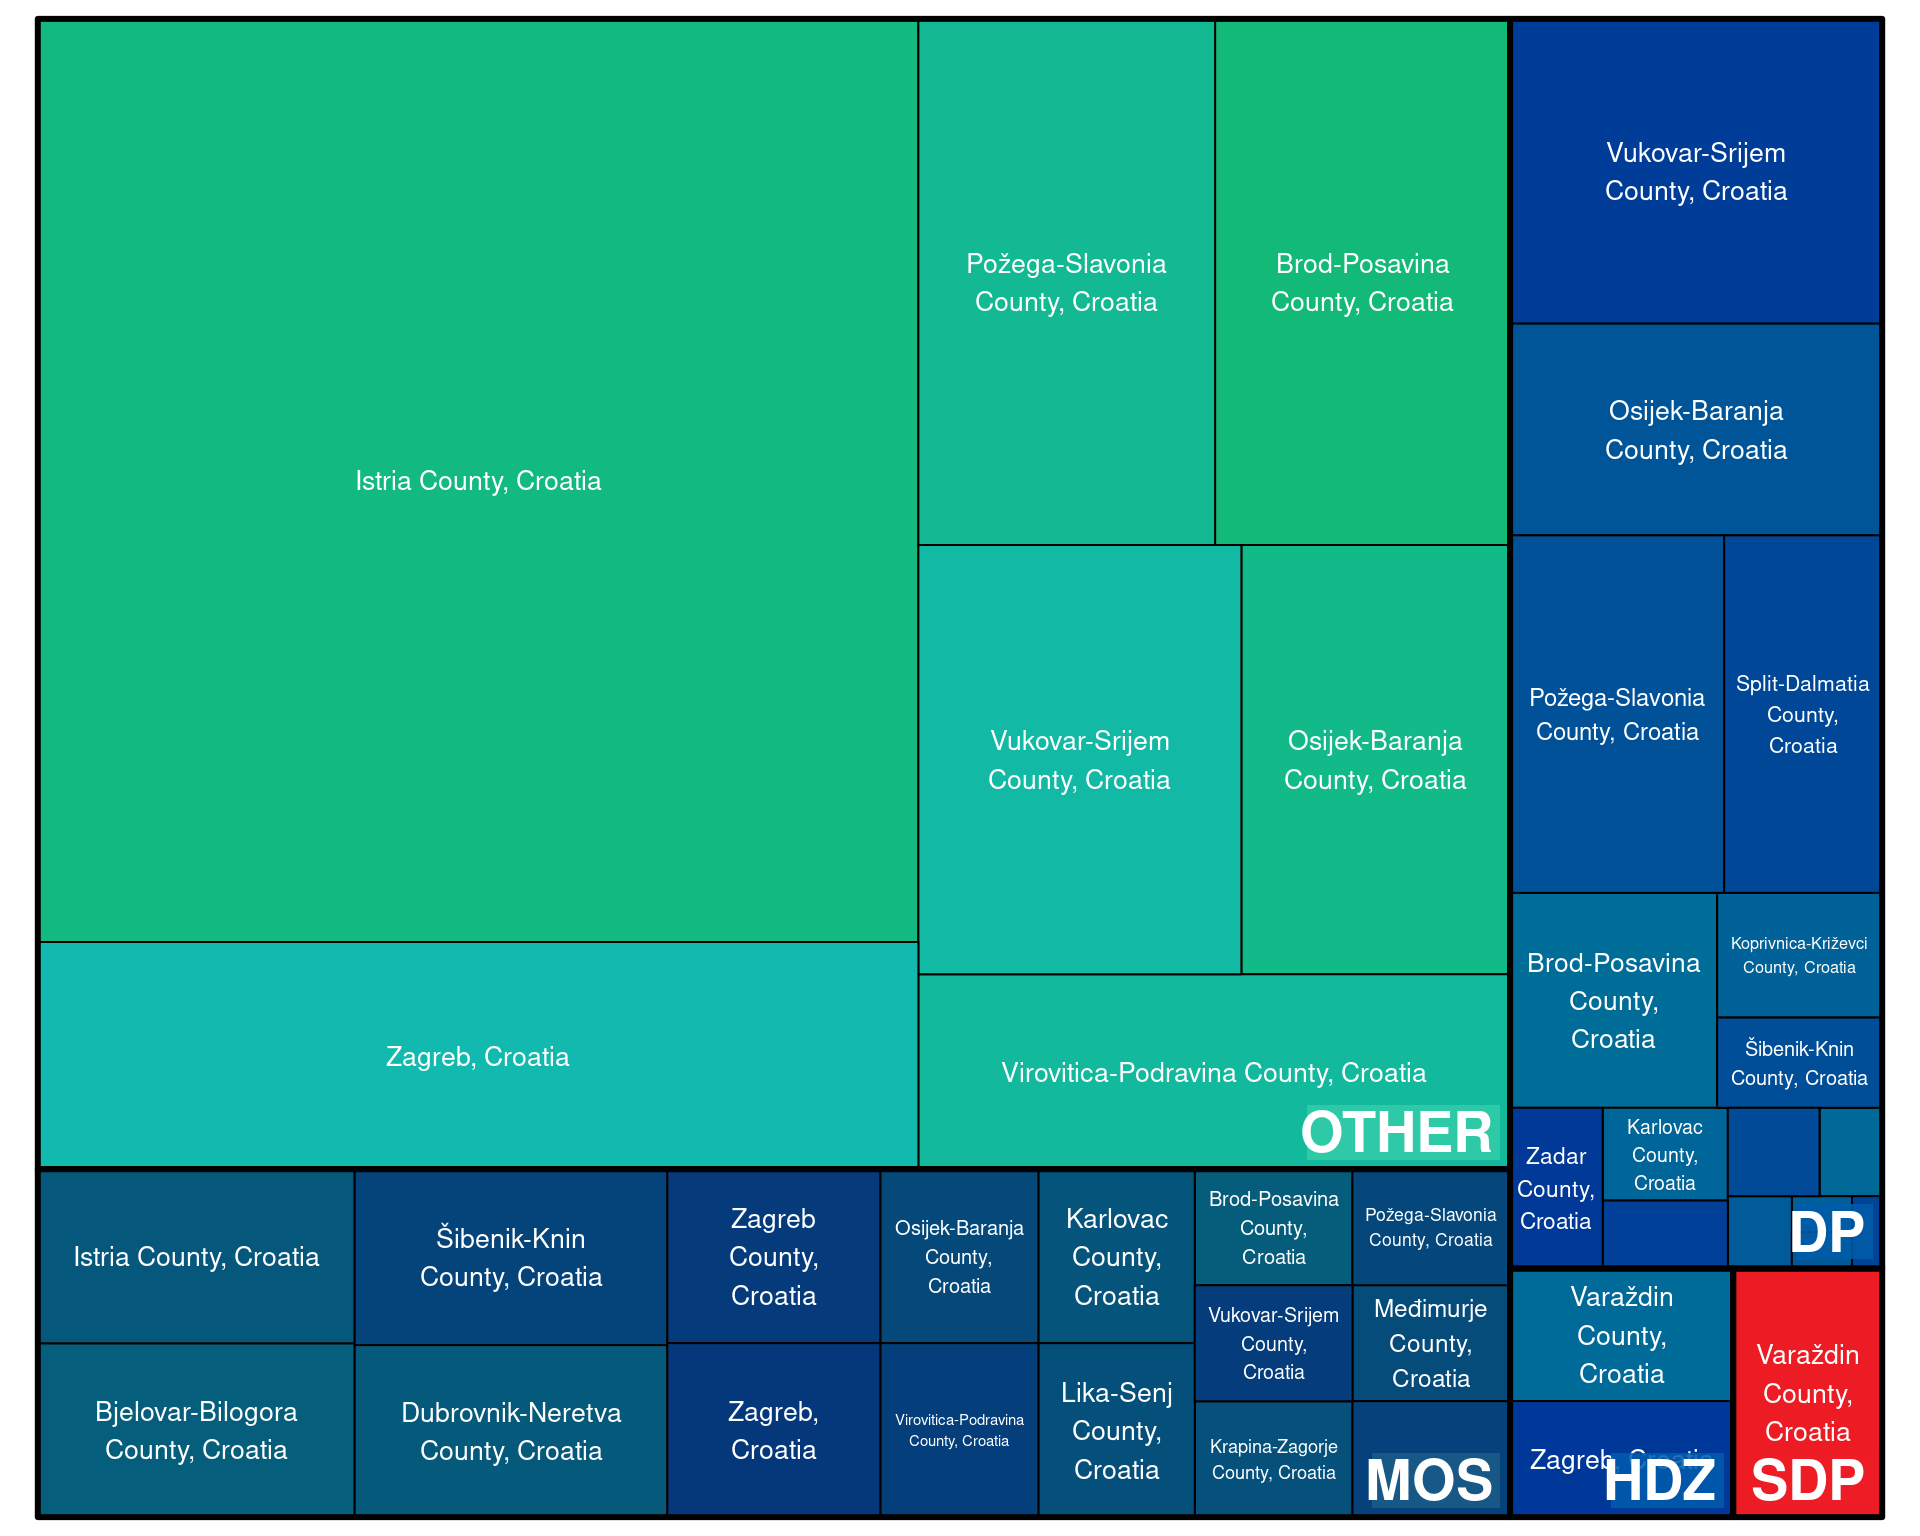 Istria County, Croatia
Požega-Slavonia
County, Croatia
Brod-Posavina
County, Croatia
Vukovar-Srijem
County, Croatia
Osijek-Baranja
County, Croatia
Zagreb, Croatia
Virovitica-Podravina County, Croatia
OTHER
Vukovar-Srijem
County, Croatia
Osijek-Baranja
County, Croatia
Požega-Slavonia
County, Croatia
Split-Dalmatia
County,
Croatia
Brod-Posavina
County,
Croatia
Koprivnica-Križevci
County, Croatia
Šibenik-Knin
County, Croatia
Zadar
County,
Croatia
Karlovac
County,
Croatia
DP
Istria County, Croatia
Šibenik-Knin
County, Croatia
Zagreb
County,
Croatia
Osijek-Baranja
County,
Croatia
Karlovac
County,
Croatia
Brod-Posavina
County,
Croatia
Požega-Slavonia
County, Croatia
Bjelovar-Bilogora
County, Croatia
Dubrovnik-Neretva
County, Croatia
Zagreb,
Croatia
Virovitica-Podravina
County, Croatia
Lika-Senj
County,
Croatia
Vukovar-Srijem
County,
Croatia
Međimurje
County,
Croatia
Krapina-Zagorje
County, Croatia
MOS
Varaždin
County,
Croatia
Zagreb, Croatia
HDZ
Varaždin
County,
Croatia
SDP